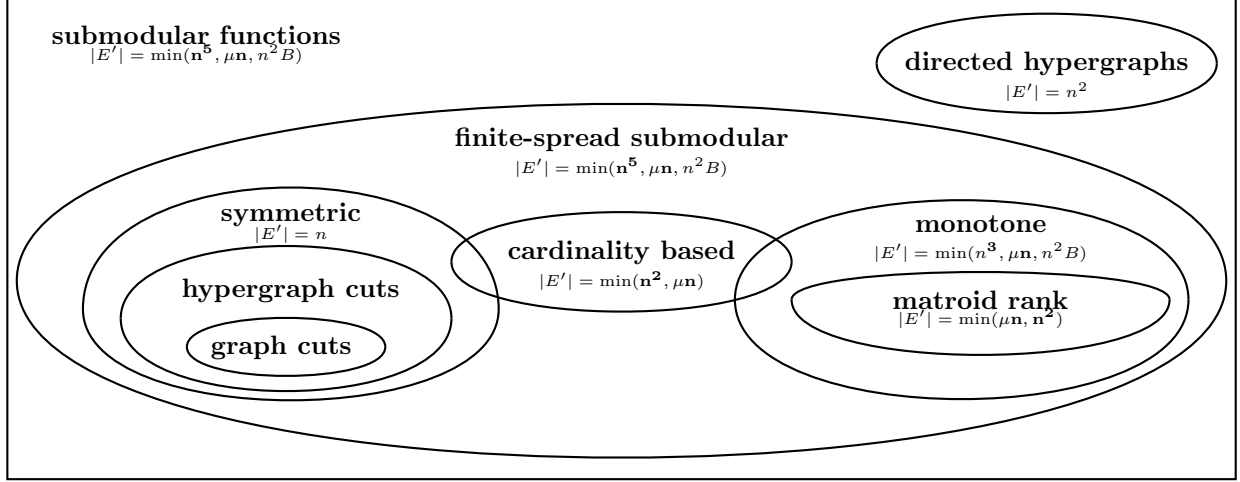 submodular functions
|E′| = min(n⁵, μn, n²B)
directed hypergraphs
|E′| = n²
finite-spread submodular
|E′| = min(n⁵, μn, n²B)
symmetric
|E′| = n
cardinality based
|E′| = min(n², μn)
monotone
|E′| = min(n³, μn, n²B)
hypergraph cuts
matroid rank
|E′| = min(μn, n²)
graph cuts